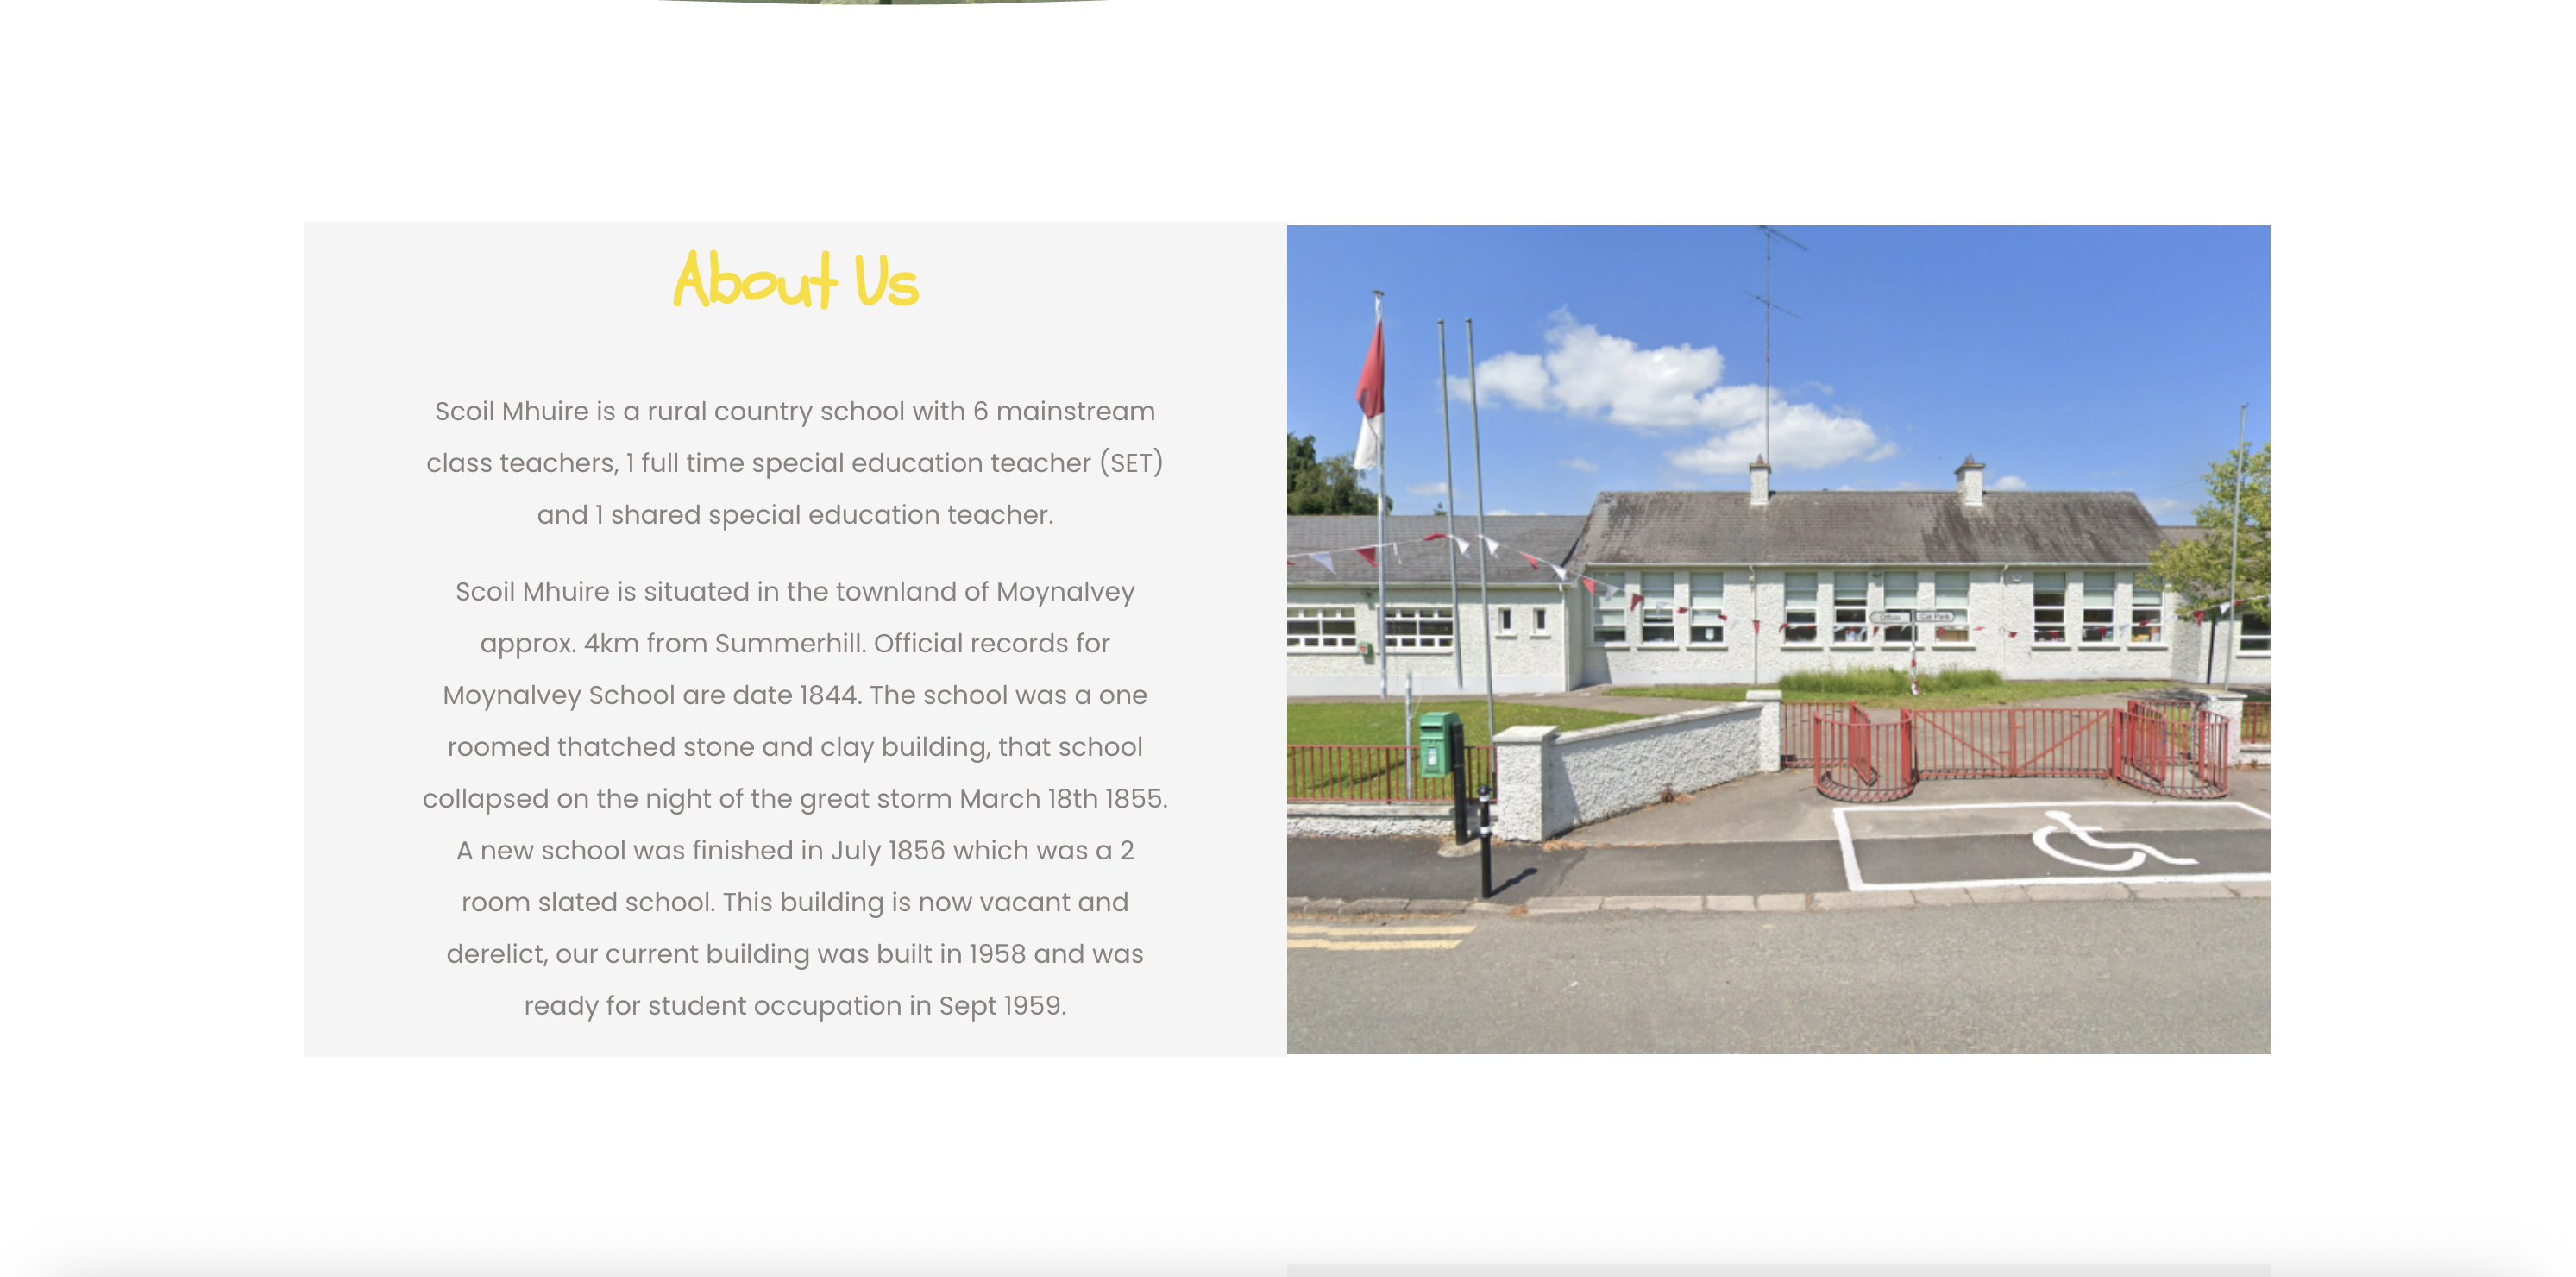 About Us
Scoil Mhuire is a rural country school with 6 mainstream
class teachers, 1 full time special education teacher (SET)
and 1 shared special education teacher.
Scoil Mhuire is situated in the townland of Moynalvey
approx. 4km from Summerhill. Official records for
Moynalvey School are date 1844. The school was a one
roomed thatched stone and clay building, that school
collapsed on the night of the great storm March 18th 1855.
A new school was finished in July 1856 which was a 2
room slated school. This building is now vacant and
derelict, our current building was built in 1958 and was
ready for student occupation in Sept 1959.
Office
Car Park